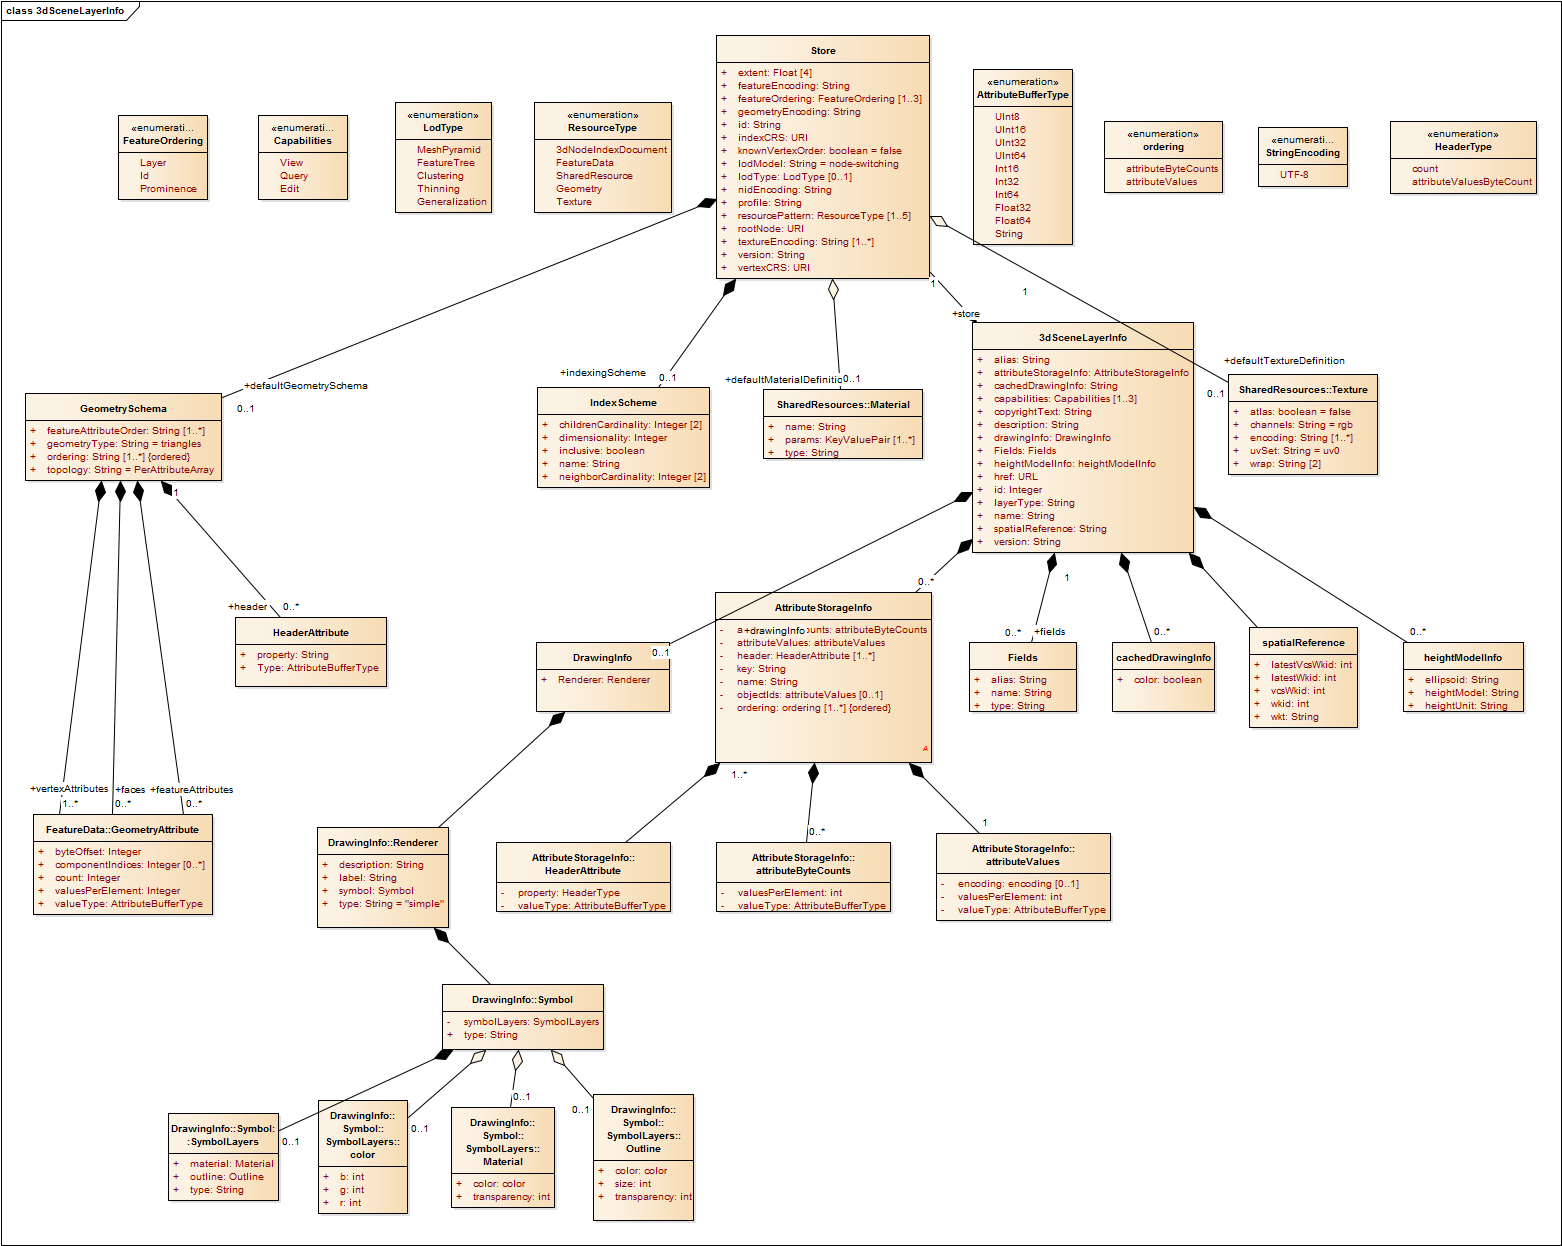 class 3dSceneLayerInfo
Store
+ extent: Float [4]
+ featureEncoding: String
+ featureOrdering: FeatureOrdering [1..3]
+ geometryEncoding: String
+ id: String
+ indexCRS: URI
+ knownVertexOrder: boolean = false
+ lodModel: String = node-switching
+ lodType: LodType [0..1]
+ nidEncoding: String
+ profile: String
+ resourcePattern: ResourceType [1..5]
+ rootNode: URI
+ textureEncoding: String [1..*]
+ version: String
+ vertexCRS: URI
«enumerati...
FeatureOrdering
Layer
Id
Prominence
«enumerati...
Capabilities
View
Query
Edit
«enumeration»
LodType
MeshPyramid
FeatureTree
Clustering
Thinning
Generalization
«enumeration»
ResourceType
3dNodeIndexDocument
FeatureData
SharedResource
Geometry
Texture
«enumeration»
AttributeBufferType
UInt8
UInt16
UInt32
UInt64
Int16
Int32
Int64
Float32
Float64
String
«enumeration»
ordering
attributeByteCounts
attributeValues
«enumerati...
StringEncoding
UTF-8
«enumeration»
HeaderType
count
attributeValuesByteCount
1
+store
1
+defaultTextureDefinition
0..1
+defaultGeometrySchema
0..1
+indexingScheme
0..1
+defaultMaterialDefinitio
0..1
GeometrySchema
+ featureAttributeOrder: String [1..*]
+ geometryType: String = triangles
+ ordering: String [1..*] {ordered}
+ topology: String = PerAttributeArray
IndexScheme
+ childrenCardinality: Integer [2]
+ dimensionality: Integer
+ inclusive: boolean
+ name: String
+ neighborCardinality: Integer [2]
SharedResources::Material
+ name: String
+ params: KeyValuePair [1..*]
+ type: String
3dSceneLayerInfo
+ alias: String
+ attributeStorageInfo: AttributeStorageInfo
+ cachedDrawingInfo: String
+ capabilities: Capabilities [1..3]
+ copyrightText: String
+ description: String
+ drawingInfo: DrawingInfo
+ Fields: Fields
+ heightModelInfo: heightModelInfo
+ href: URL
+ id: Integer
+ layerType: String
+ name: String
+ spatialReference: String
+ version: String
SharedResources::Texture
+ atlas: boolean = false
+ channels: String = rgb
+ encoding: String [1..*]
+ uvSet: String = uv0
+ wrap: String [2]
1
+header
0..*
HeaderAttribute
+ property: String
+ Type: AttributeBufferType
0..*
1
0..*
+fields
0..*
0..*
0..1
DrawingInfo
+ Renderer: Renderer
AttributeStorageInfo
- a+drawingInfoounts: attributeByteCounts
- attributeValues: attributeValues
- header: HeaderAttribute [1..*]
- key: String
- name: String
- objectIds: attributeValues [0..1]
- ordering: ordering [1..*] {ordered}
A
Fields
+ alias: String
+ name: String
+ type: String
cachedDrawingInfo
+ color: boolean
spatialReference
+ latestVcsWkid: int
+ latestWkid: int
+ vcsWkid: int
+ wkid: int
+ wkt: String
heightModelInfo
+ ellipsoid: String
+ heightModel: String
+ heightUnit: String
+vertexAttributes
1..*
+faces
0..*
+featureAttributes
0..*
FeatureData::GeometryAttribute
+ byteOffset: Integer
+ componentIndices: Integer [0..*]
+ count: Integer
+ valuesPerElement: Integer
+ valueType: AttributeBufferType
DrawingInfo::Renderer
+ description: String
+ label: String
+ symbol: Symbol
+ type: String = "simple"
1..*
0..*
1
AttributeStorageInfo::
HeaderAttribute
- property: HeaderType
- valueType: AttributeBufferType
AttributeStorageInfo::
attributeByteCounts
- valuesPerElement: int
- valueType: AttributeBufferType
AttributeStorageInfo::
attributeValues
- encoding: encoding [0..1]
- valuesPerElement: int
- valueType: AttributeBufferType
DrawingInfo::Symbol
- symbolLayers: SymbolLayers
+ type: String
0..1
0..1
0..1
0..1
DrawingInfo::Symbol:
:SymbolLayers
+ material: Material
+ outline: Outline
+ type: String
DrawingInfo::
Symbol::
SymbolLayers::
color
+ b: int
+ g: int
+ r: int
DrawingInfo::
Symbol::
SymbolLayers::
Material
+ color: color
+ transparency: int
DrawingInfo::
Symbol::
SymbolLayers::
Outline
+ color: color
+ size: int
+ transparency: int